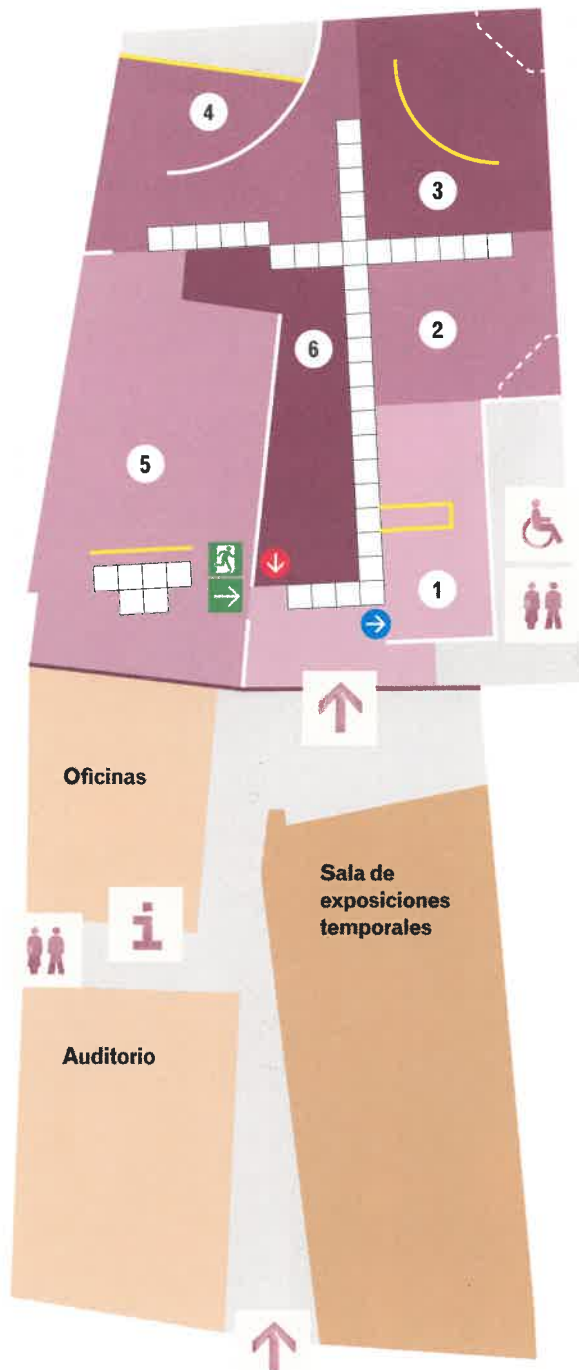 4
3
2
6
5
1
Oficinas
Sala de
exposiciones
temporales
i
Auditorio